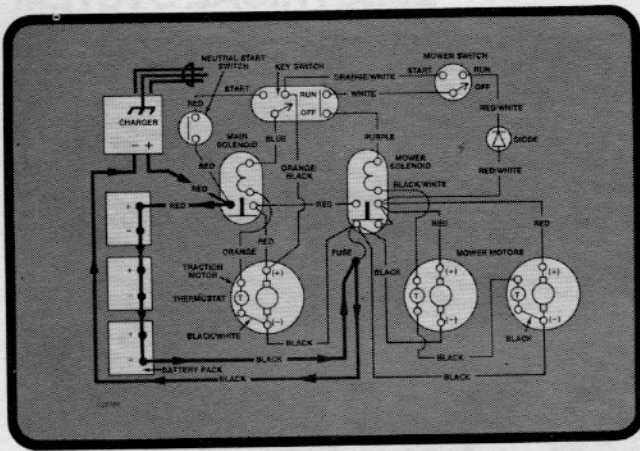 NEUTRAL START
SWITCH
KEY SWITCH
MOWER SWITCH
START
ORANGE/WHITE
START
RUN
OFF
RED
RUN
OFF
WHITE
CHARGER
- +
MAIN
SOLENOID
BLUE
PURPLE
RED/WHITE
DIODE
RED
ORANGE/
BLACK
MOWER
SOLENOID
RED/WHITE
RED
BLACK/WHITE
RED
RED
+
-
ORANGE
RED
RED
RED
FUSE
MOWER MOTORS
TRACTION
MOTOR
(+)
BLACK
(+)
(+)
+
-
THERMOSTAT
T
T
T
(-)
(-)
(-)
BLACK/WHITE
BLACK
BLACK
BLACK
+
-
BLACK
BLACK
BATTERY PACK
BLACK